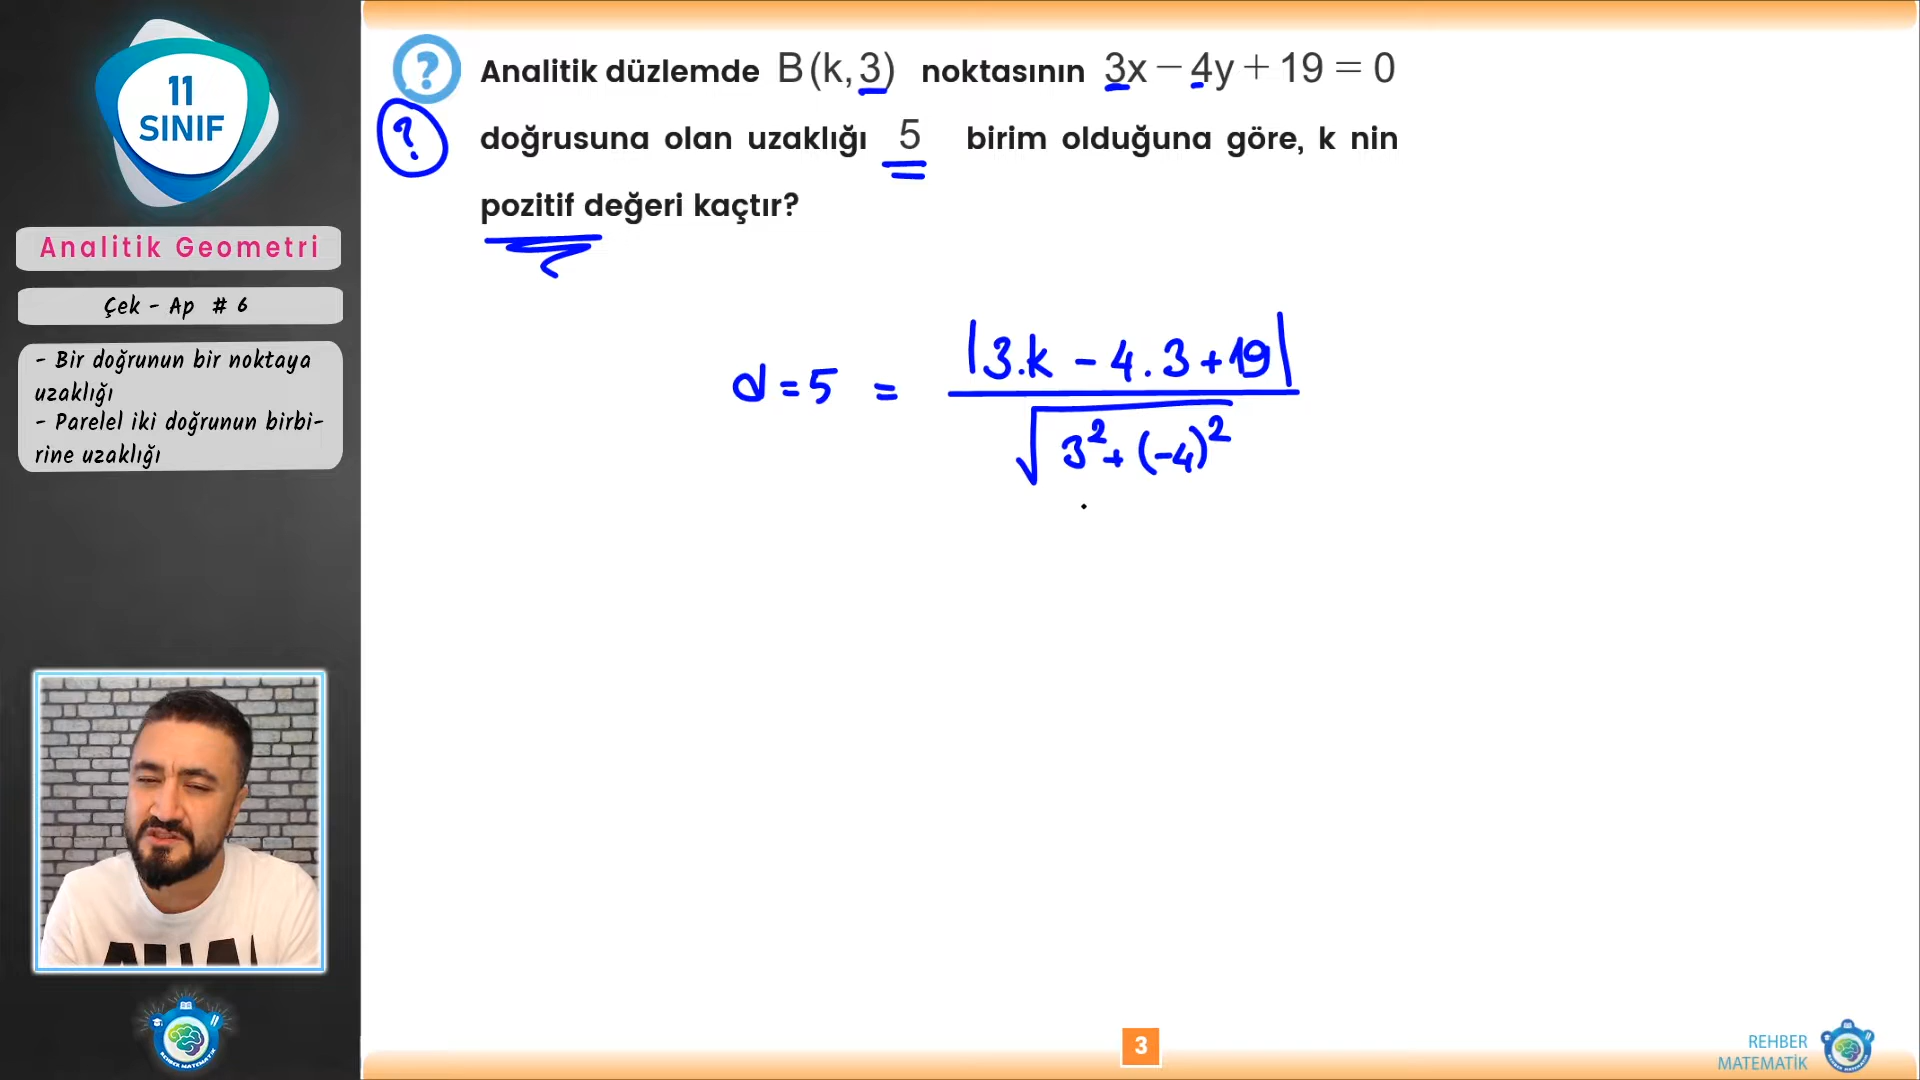 11
SINIF
Analitik Geometri
Çek - Ap # 6
- Bir doğrunun bir noktaya
uzaklığı
- Parelel iki doğrunun birbi-
rine uzaklığı
?
Analitik düzlemde B(k, 3) noktasının 3x − 4y + 19 = 0
?
doğrusuna olan uzaklığı 5 birim olduğuna göre, k nin
pozitif değeri kaçtır?
d = 5 = |3.k - 4.3+19| / √3²+(-4)²
REHBER MATEMATİK
3
REHBER
MATEMATİK